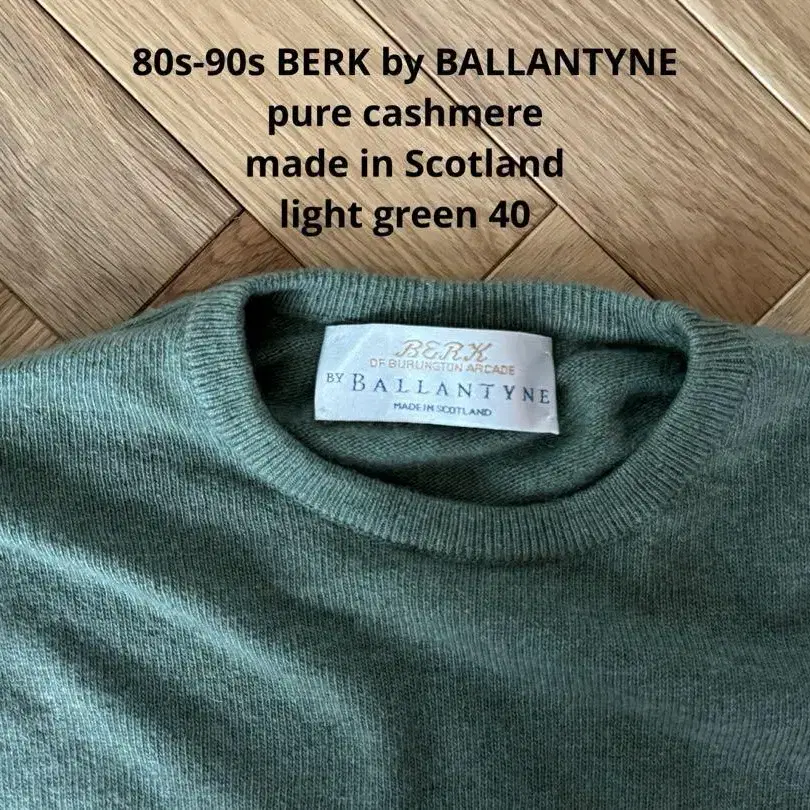 80s-90s BERK by BALLANTYNE
pure cashmere
made in Scotland
light green 40
BERK
OF BURLINGTON ARCADE
BY BALLANTYNE
MADE IN SCOTLAND